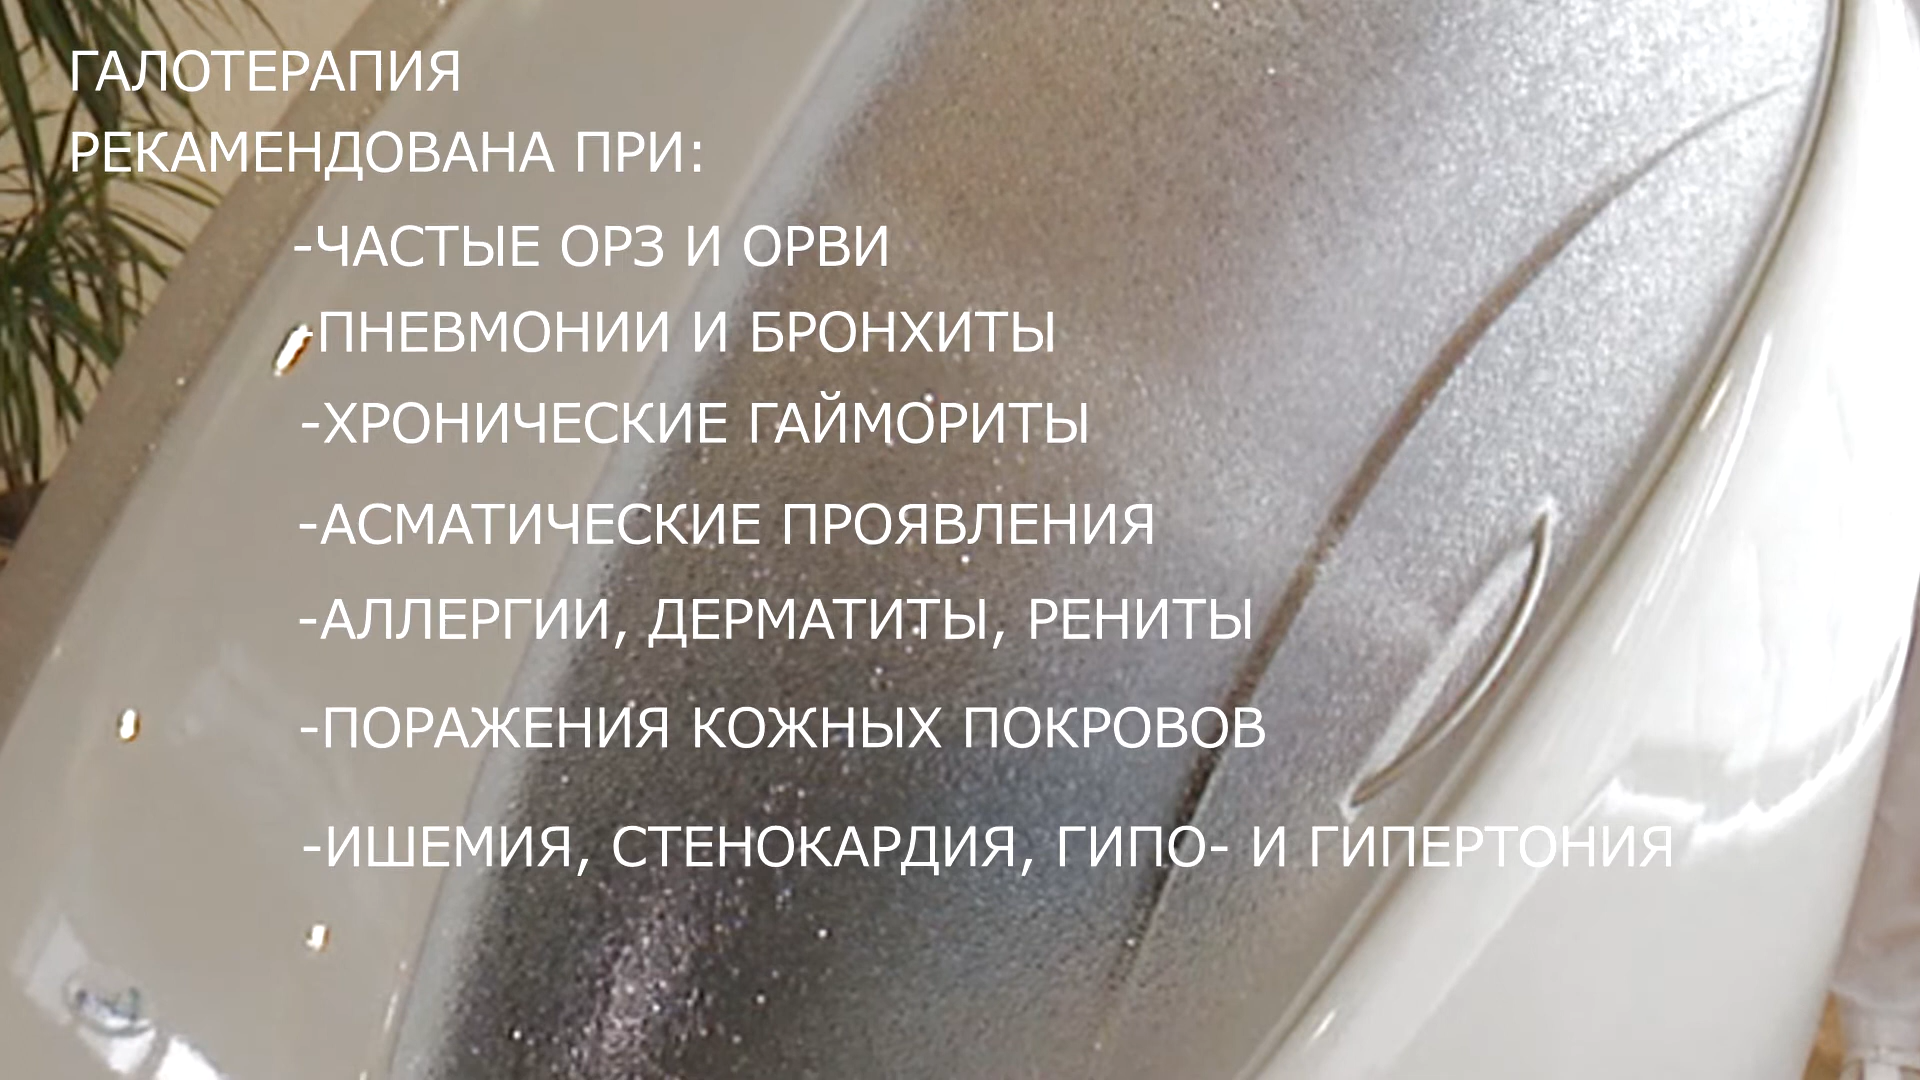 ГАЛОТЕРАПИЯ
РЕКАМЕНДОВАНА ПРИ:
-ЧАСТЫЕ ОРЗ И ОРВИ
-ПНЕВМОНИИ И БРОНХИТЫ
-ХРОНИЧЕСКИЕ ГАЙМОРИТЫ
-АСМАТИЧЕСКИЕ ПРОЯВЛЕНИЯ
-АЛЛЕРГИИ, ДЕРМАТИТЫ, РЕНИТЫ
-ПОРАЖЕНИЯ КОЖНЫХ ПОКРОВОВ
-ИШЕМИЯ, СТЕНОКАРДИЯ, ГИПО- И ГИПЕРТОНИЯ